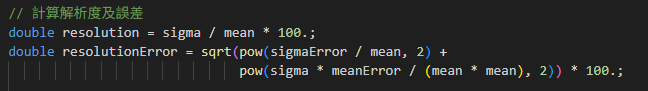 // 計算解析度及誤差
double resolution = sigma / mean * 100.;
double resolutionError = sqrt(pow(sigmaError / mean, 2) +
pow(sigma * meanError / (mean * mean), 2)) * 100.;